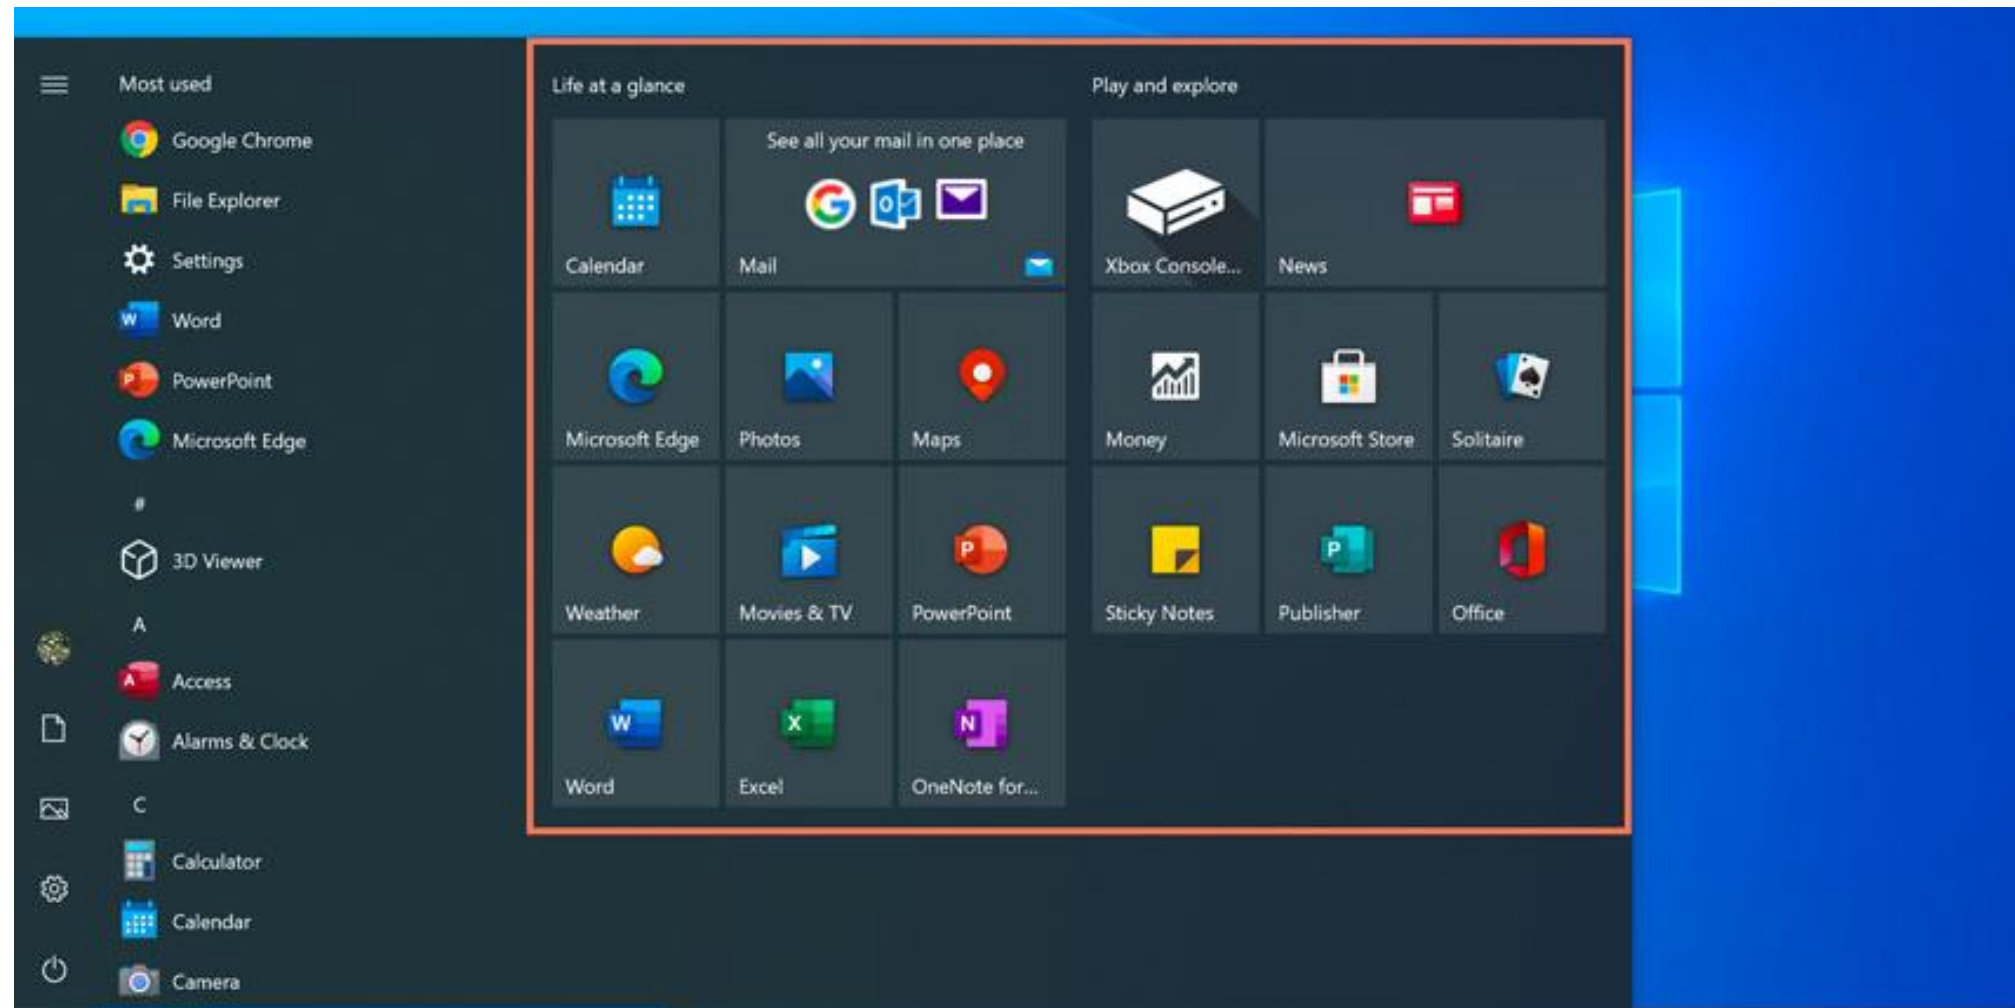 Most used
Google Chrome
File Explorer
Settings
Word
PowerPoint
Microsoft Edge
#
3D Viewer
A
Access
Alarms & Clock
C
Calculator
Calendar
Camera
Life at a glance
Calendar
See all your mail in one place
Mail
Microsoft Edge
Photos
Maps
Weather
Movies & TV
PowerPoint
Word
Excel
OneNote for...
Play and explore
Xbox Console...
News
Money
Microsoft Store
Solitaire
Sticky Notes
Publisher
Office